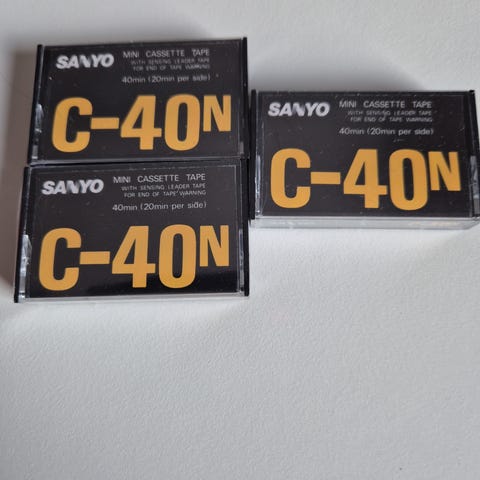 SANYO
MINI CASSETTE TAPE
WITH SENSING LEADER TAPE
FOR END OF TAPE WARNING
40min (20min per side)
C-40N
SANYO
MINI CASSETTE TAPE
WITH SENSING LEADER TAPE
FOR END OF TAPE WARNING
40min (20min per side)
C-40N
SANYO
MINI CASSETTE TAPE
WITH SENSING LEADER TAPE
FOR END OF TAPE WARNING
40min (20min per side)
C-40N